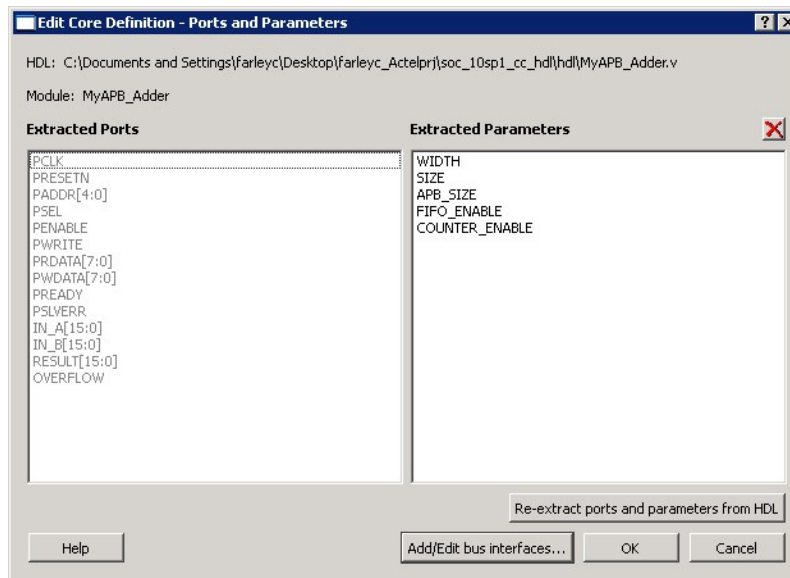 Edit Core Definition - Ports and Parameters
HDL: C:\Documents and Settings\farleyc\Desktop\farleyc_Actelprj\soc_10sp1_cc_hdl\hdl\MyAPB_Adder.v
Module: MyAPB_Adder
Extracted Ports
PCLK
PRESETN
PADDR[4:0]
PSEL
PENABLE
PWRITE
PRDATA[7:0]
PWDATA[7:0]
PREADY
PSLVERR
IN_A[15:0]
IN_B[15:0]
RESULT[15:0]
OVERFLOW
Extracted Parameters
WIDTH
SIZE
APB_SIZE
FIFO_ENABLE
COUNTER_ENABLE
Re-extract ports and parameters from HDL
Help
Add/Edit bus interfaces...
OK
Cancel